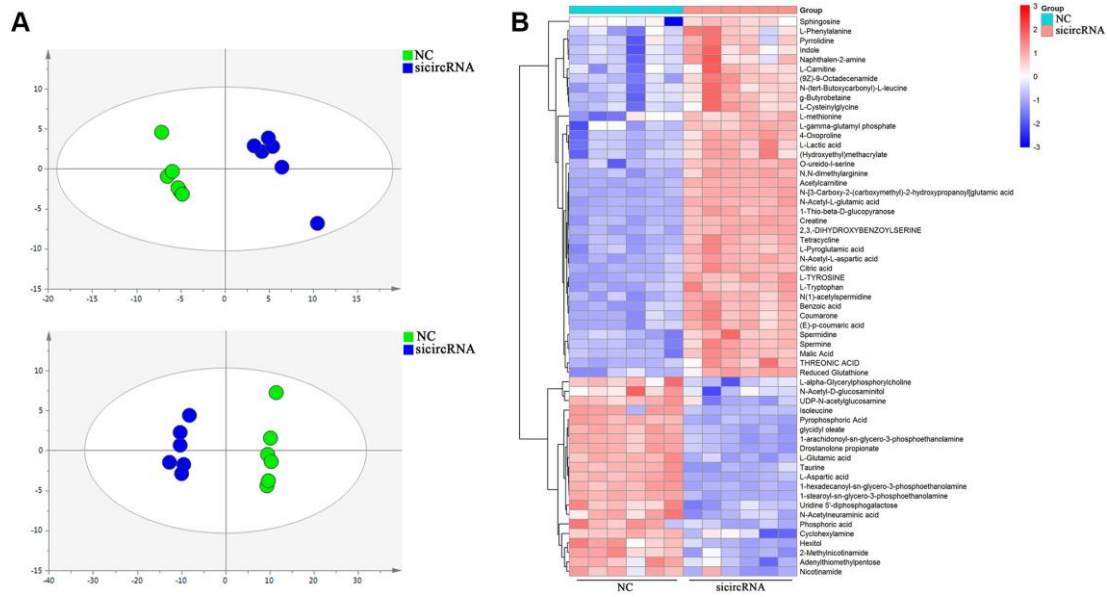 A
NC
sicircRNA
10
5
0
-5
-10
-15
-20 -15 -10 -5 0 5 10 15
NC
sicircRNA
10
5
0
-5
-10
-15
-40 -30 -20 -10 0 10 20 30
B
Group
Sphingosine
L-Phenylalanine
Pyrrolidine
Indole
Naphthalen-2-amine
L-Carnitine
(9Z)-9-Octadecenamide
N-(tert-Butoxycarbonyl)-L-leucine
g-Butyrobetaine
L-Cysteinylglycine
L-methionine
L-gamma-glutamyl phosphate
4-Oxoproline
L-Lactic acid
(Hydroxyethyl)methacrylate
O-ureido-l-serine
N,N-dimethylarginine
Acetylcarnitine
N-[3-Carboxy-2-(carboxymethyl)-2-hydroxypropanoyl]glutamic acid
N-Acetyl-L-glutamic acid
1-Thio-beta-D-glucopyranose
Creatine
2,3,-DIHYDROXYBENZOYLSERINE
Tetracycline
L-Pyroglutamic acid
N-Acetyl-L-aspartic acid
Citric acid
L-TYROSINE
L-Tryptophan
N(1)-acetylspermidine
Benzoic acid
Coumarone
(E)-p-coumaric acid
Spermidine
Spermine
Malic Acid
THREONIC ACID
Reduced Glutathione
L-alpha-Glycerylphosphorylcholine
N-Acetyl-D-glucosaminitol
UDP-N-acetylglucosamine
Isoleucine
Pyrophosphoric Acid
glycidyl oleate
1-arachidonoyl-sn-glycero-3-phosphoethanolamine
Drostanolone propionate
L-Glutamic acid
Taurine
L-Aspartic acid
1-hexadecanoyl-sn-glycero-3-phosphoethanolamine
1-stearoyl-sn-glycero-3-phosphoethanolamine
Uridine 5'-diphosphogalactose
N-Acetylneuraminic acid
Phosphoric acid
Cyclohexylamine
Hexitol
2-Methylnicotinamide
Adenylthiomethylpentose
Nicotinamide
NC sicircRNA
3
2
1
0
-1
-2
-3
Group
NC
sicircRNA